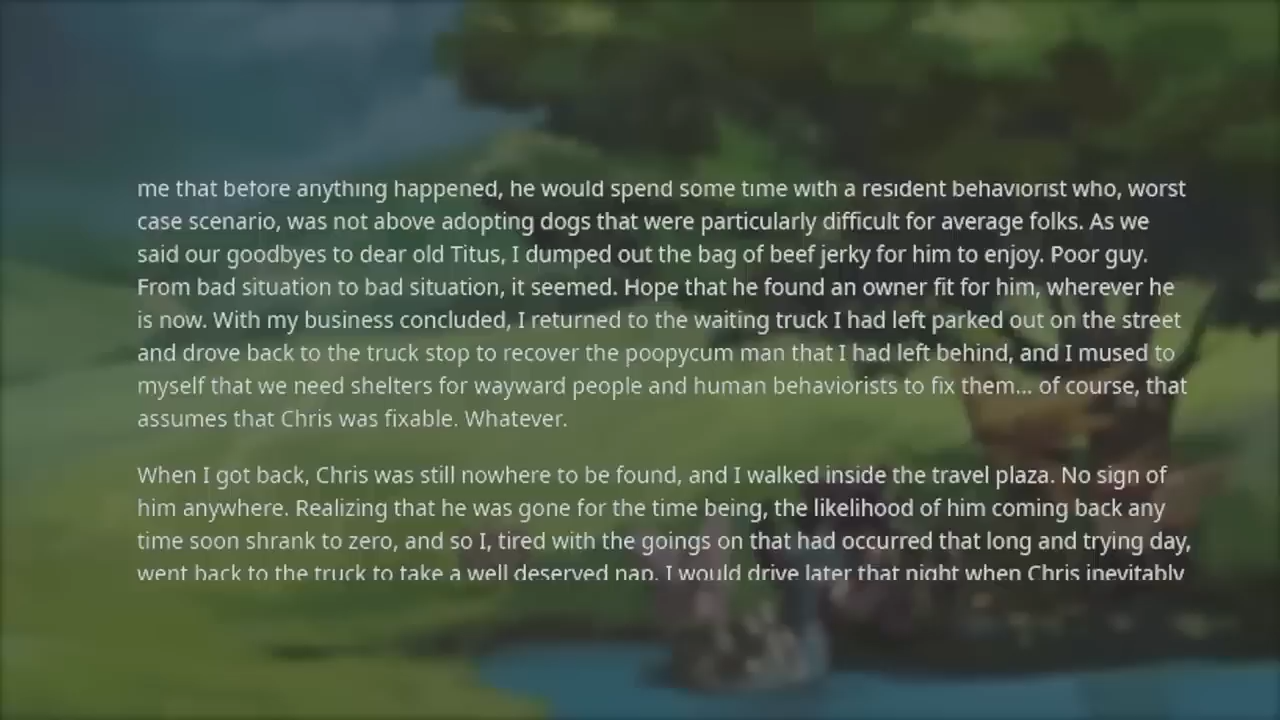 me that before anything happened, he would spend some time with a resident behaviorist who, worst
case scenario, was not above adopting dogs that were particularly difficult for average folks. As we
said our goodbyes to dear old Titus, I dumped out the bag of beef jerky for him to enjoy. Poor guy.
From bad situation to bad situation, it seemed. Hope that he found an owner fit for him, wherever he
is now. With my business concluded, I returned to the waiting truck I had left parked out on the street
and drove back to the truck stop to recover the poopycum man that I had left behind, and I mused to
myself that we need shelters for wayward people and human behaviorists to fix them... of course, that
assumes that Chris was fixable. Whatever.
When I got back, Chris was still nowhere to be found, and I walked inside the travel plaza. No sign of
him anywhere. Realizing that he was gone for the time being, the likelihood of him coming back any
time soon shrank to zero, and so I, tired with the goings on that had occurred that long and trying day,
went back to the truck to take a well deserved nap. I would drive later that night when Chris inevitably